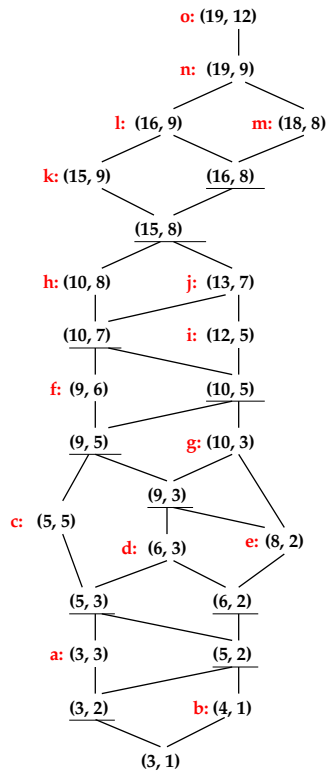 o: (19, 12)
n: (19, 9)
l: (16, 9) m: (18, 8)
k: (15, 9) (16, 8)
(15, 8)
h: (10, 8) j: (13, 7)
(10, 7) i: (12, 5)
f: (9, 6) (10, 5)
(9, 5) g: (10, 3)
(9, 3)
c: (5, 5)
d: (6, 3) e: (8, 2)
(5, 3) (6, 2)
a: (3, 3) (5, 2)
(3, 2) b: (4, 1)
(3, 1)